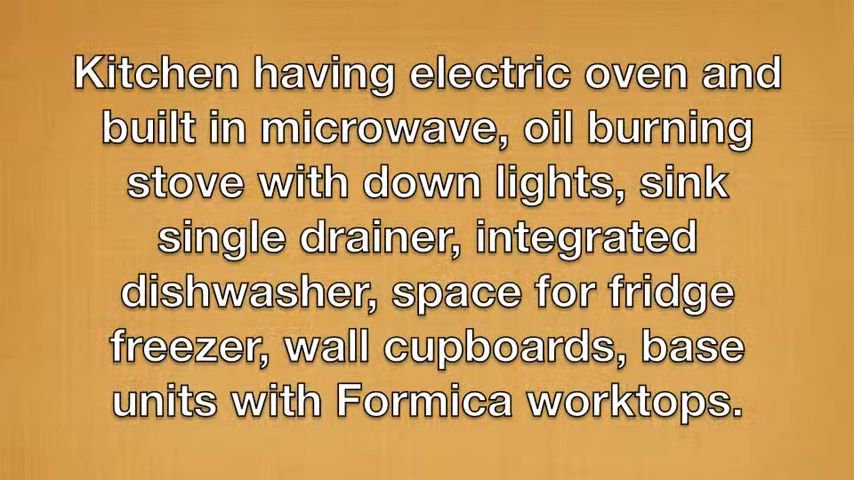 Kitchen having electric oven and
built in microwave, oil burning
stove with down lights, sink
single drainer, integrated
dishwasher, space for fridge
freezer, wall cupboards, base
units with Formica worktops.